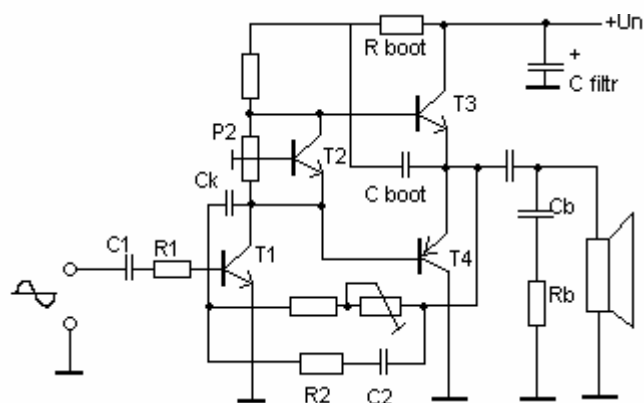 +Un
R boot
+
C filtr
T3
P2
T2
Ck
C boot
Cb
C1
R1
T1
T4
Rb
R2
C2